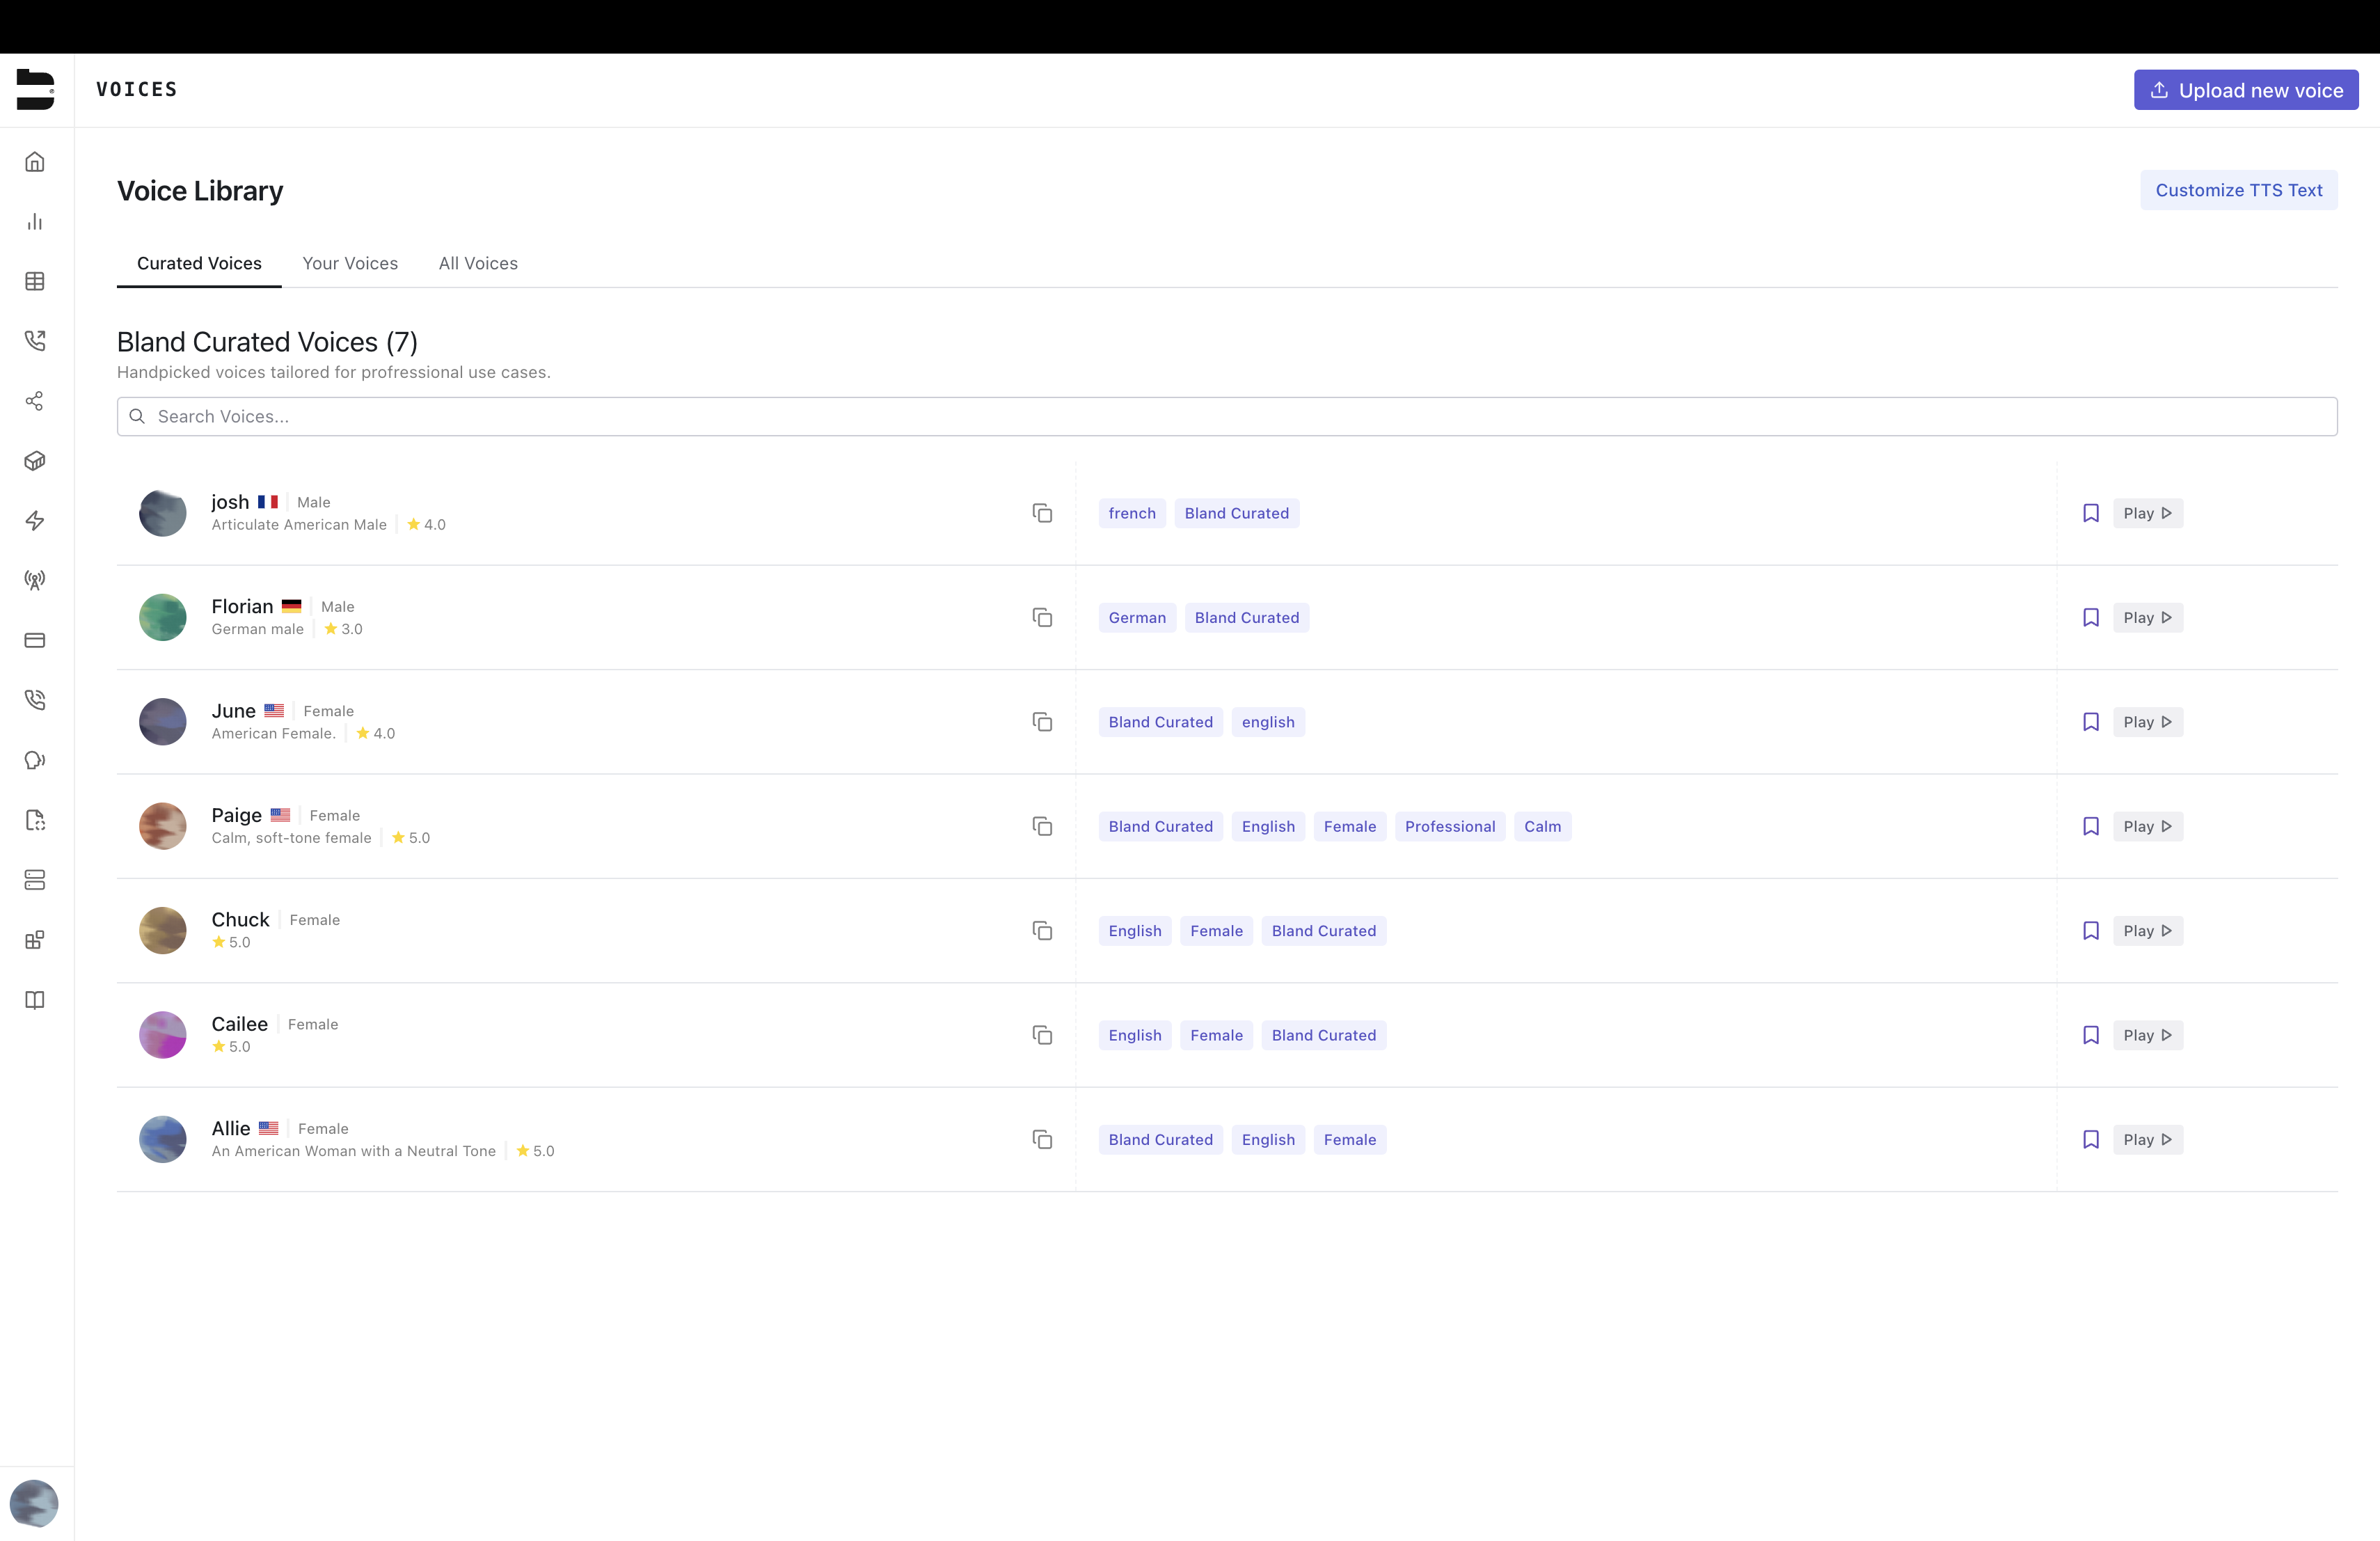 VOICES
Upload new voice
Voice Library
Customize TTS Text
Curated Voices Your Voices All Voices
Bland Curated Voices (7)
Handpicked voices tailored for profressional use cases.
Search Voices...
josh Male
Articulate American Male 4.0
french Bland Curated
Play
Florian Male
German male 3.0
German Bland Curated
Play
June Female
American Female. 4.0
Bland Curated english
Play
Paige Female
Calm, soft-tone female 5.0
Bland Curated English Female Professional Calm
Play
Chuck Female
5.0
English Female Bland Curated
Play
Cailee Female
5.0
English Female Bland Curated
Play
Allie Female
An American Woman with a Neutral Tone 5.0
Bland Curated English Female
Play